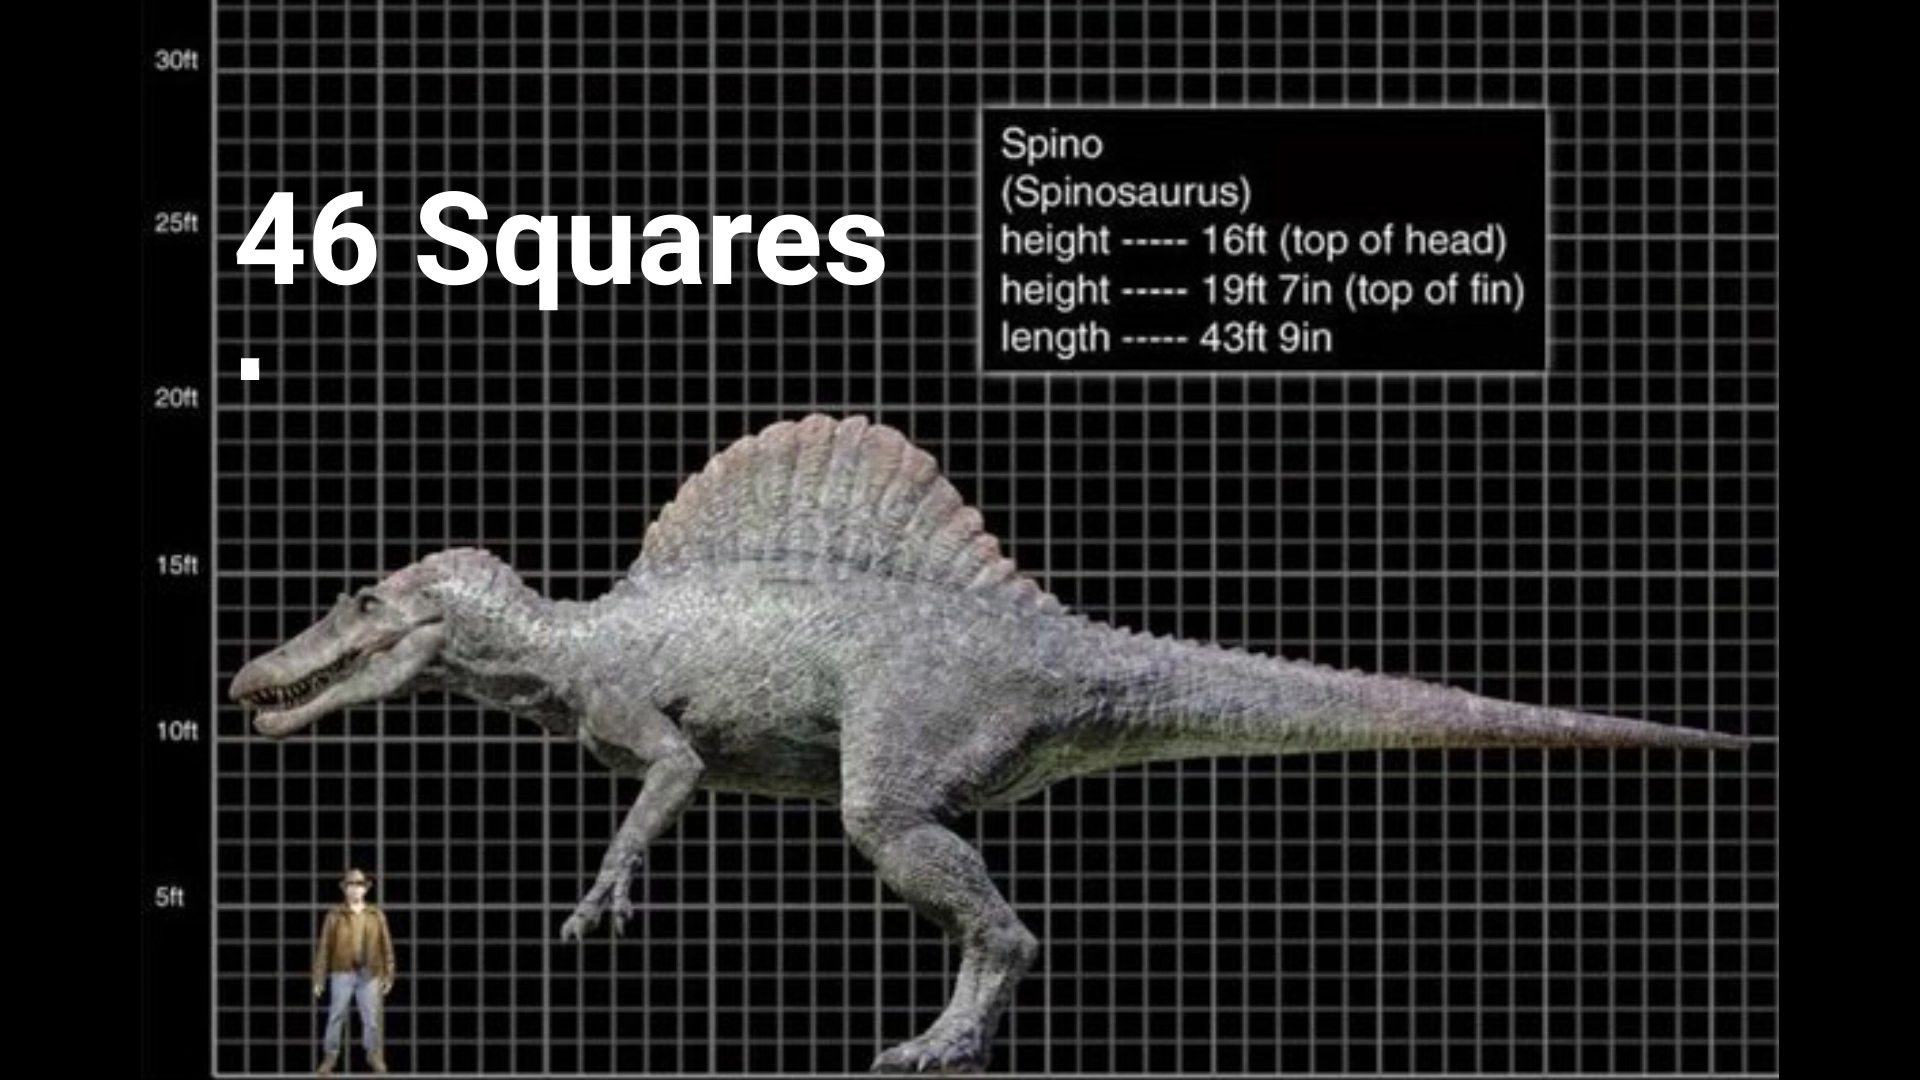 30ft
25ft
20ft
15ft
10ft
5ft
46 Squares
.
Spino
(Spinosaurus)
height ----- 16ft (top of head)
height ----- 19ft 7in (top of fin)
length ----- 43ft 9in